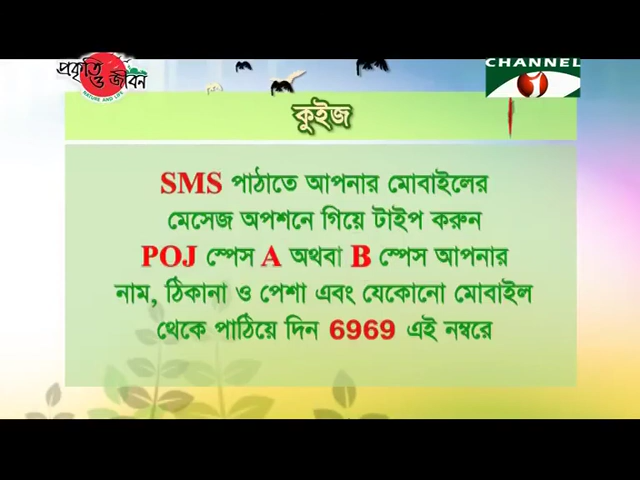 প্রকৃতি ও জীবন
NATURE AND LIFE
CHANNEL
i
কুইজ
SMS পাঠাতে আপনার মোবাইলের
মেসেজ অপশনে গিয়ে টাইপ করুন
POJ স্পেস A অথবা B স্পেস আপনার
নাম, ঠিকানা ও পেশা এবং যেকোনো মোবাইল
থেকে পাঠিয়ে দিন 6969 এই নম্বরে